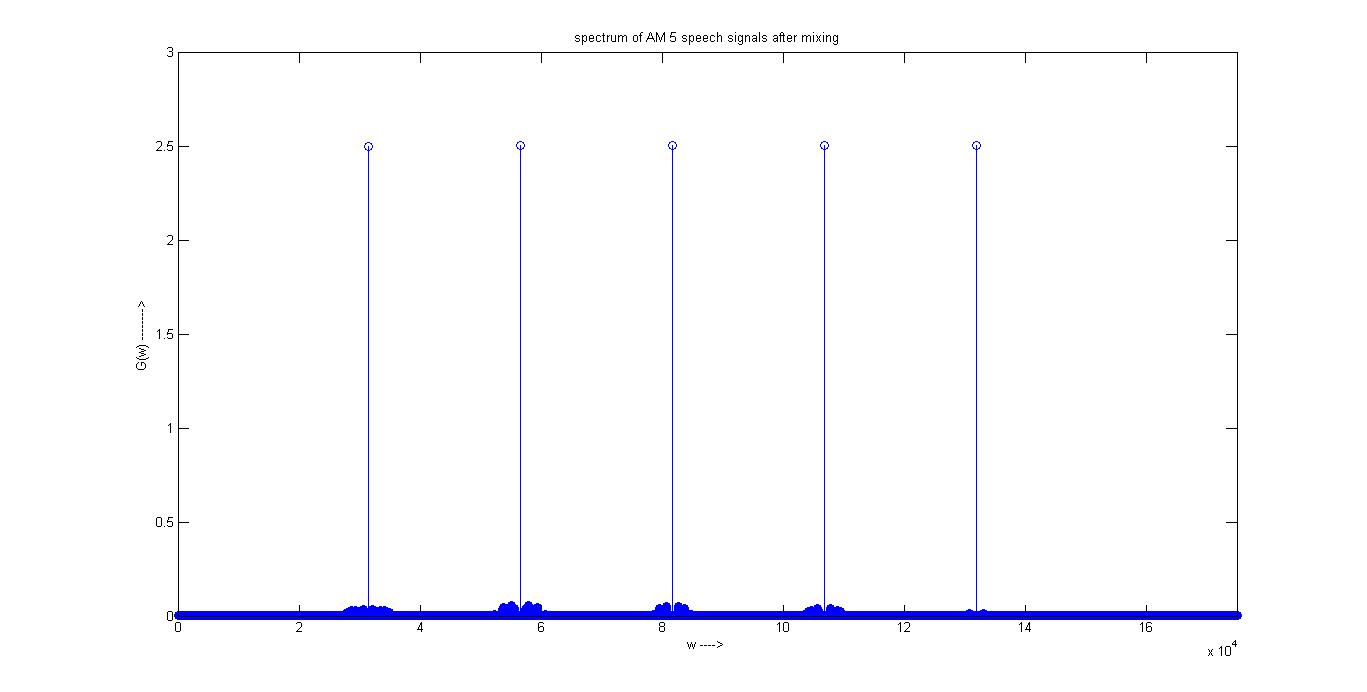 spectrum of AM 5 speech signals after mixing
3
2.5
2
1.5
1
0.5
0
G(w) -------->
0 2 4 6 8 10 12 14 16
w ---->
x 10^4